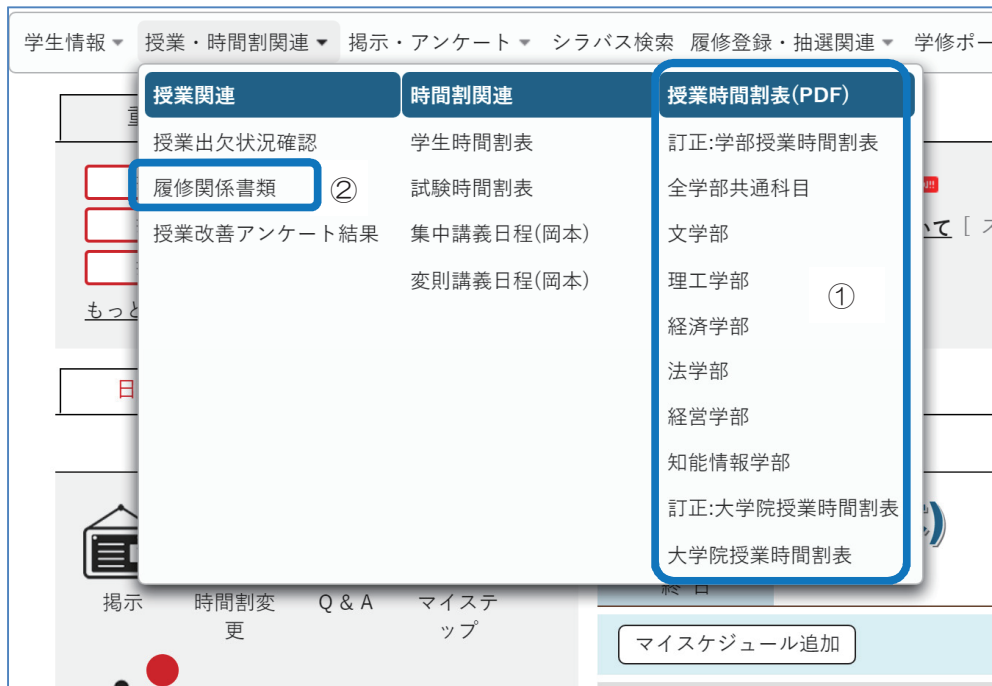 学生情報 授業・時間割関連 掲示・アンケート シラバス検索 履修登録・抽選関連 学修ポー
授業関連 時間割関連 授業時間割表(PDF)
授業出欠状況確認 学生時間割表 訂正:学部授業時間割表
履修関係書類 ② 試験時間割表 全学部共通科目
授業改善アンケート結果 集中講義日程(岡本) 文学部
いて [ ス
変則講義日程(岡本) 理工学部
①
もっと
経済学部
法学部
日
経営学部
知能情報学部
訂正:大学院授業時間割表
大学院授業時間割表
掲示 時間割変更 Q & A マイステップ
終日
マイスケジュール追加